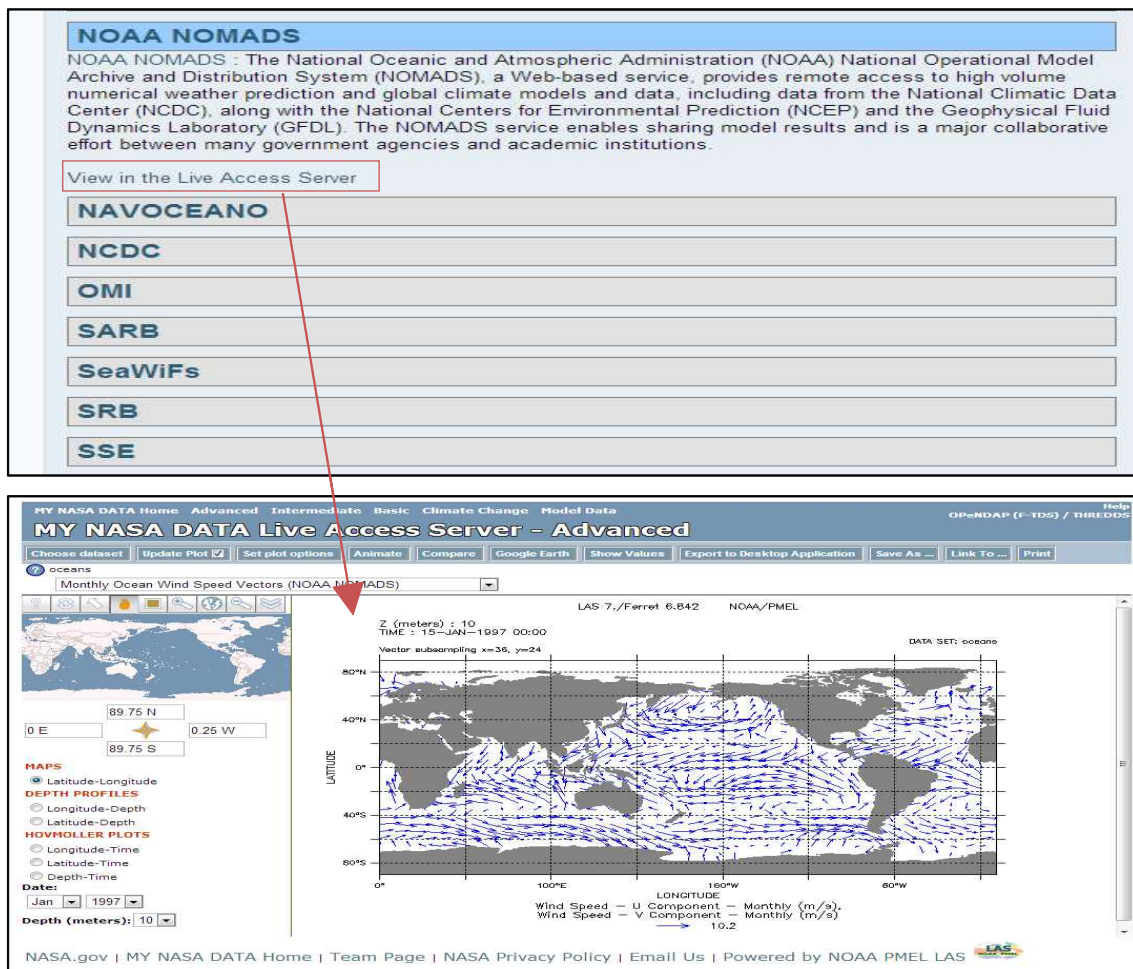 NOAA NOMADS
NOAA NOMADS : The National Oceanic and Atmospheric Administration (NOAA) National Operational Model
Archive and Distribution System (NOMADS), a Web-based service, provides remote access to high volume
numerical weather prediction and global climate models and data, including data from the National Climatic Data
Center (NCDC), along with the National Centers for Environmental Prediction (NCEP) and the Geophysical Fluid
Dynamics Laboratory (GFDL). The NOMADS service enables sharing model results and is a major collaborative
effort between many government agencies and academic institutions.
View in the Live Access Server
NAVOCEANO
NCDC
OMI
SARB
SeaWiFs
SRB
SSE
MY NASA DATA Home Advanced Intermediate Basic Climate Change Model Data
Help
OPeNDAP (F-TDS) / THREDDS
MY NASA DATA Live Access Server - Advanced
Choose dataset Update Plot Set plot options Animate Compare Google Earth Show Values Export to Desktop Application Save As ... Link To ... Print
oceans
Monthly Ocean Wind Speed Vectors (NOAA NOMADS)
LAS 7./Ferret 6.842 NOAA/PMEL
Z (meters) : 10
TIME : 15-JAN-1997 00:00
DATA SET: oceans
Vector subsampling x=36, y=24
89.75 N
0 E
0.25 W
89.75 S
MAPS
Latitude-Longitude
DEPTH PROFILES
Longitude-Depth
Latitude-Depth
HOVMOLLER PLOTS
Longitude-Time
Latitude-Time
Depth-Time
Date:
Jan 1997
Depth (meters): 10
LATITUDE
80°N
40°N
0°
40°S
80°S
0° 100°E 160°W 60°W
LONGITUDE
Wind Speed - U Component - Monthly (m/s),
Wind Speed - V Component - Monthly (m/s)
10.2
NASA.gov | MY NASA DATA Home | Team Page | NASA Privacy Policy | Email Us | Powered by NOAA PMEL LAS
LAS
NOAA PMEL